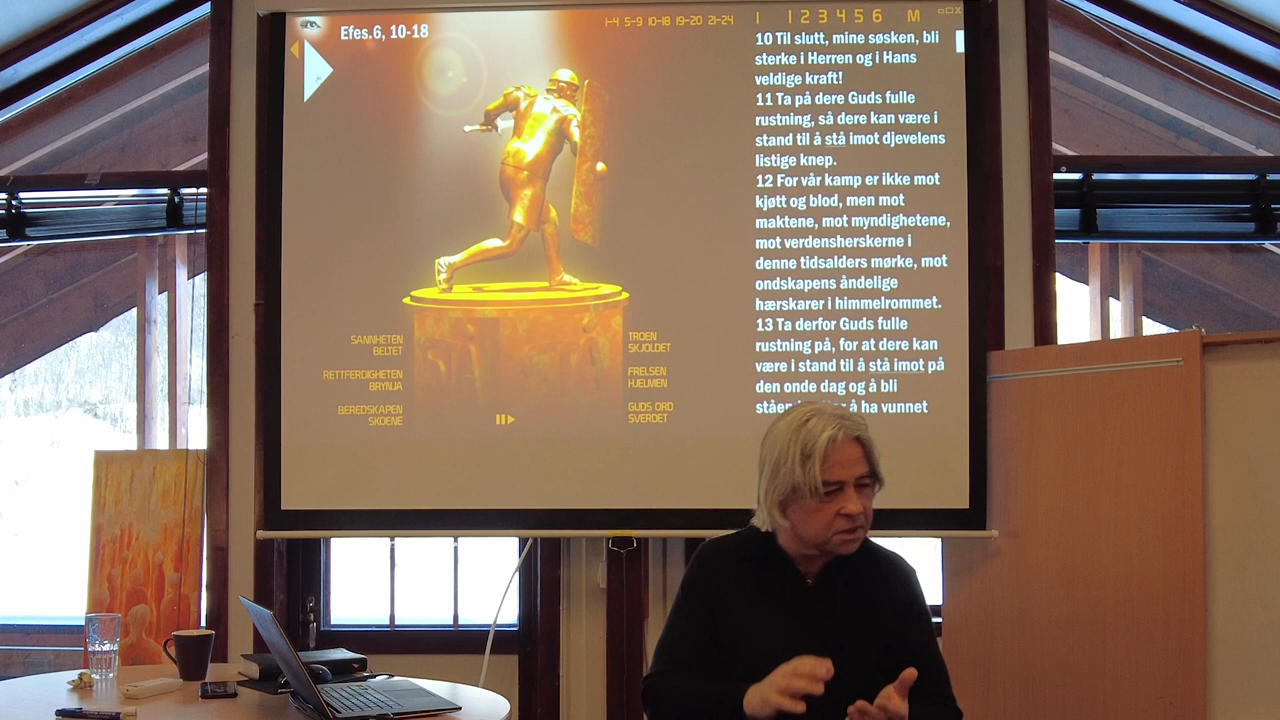 Efes.6, 10-18
1-4 5-9 10-18 19-20 21-24 1 1 2 3 4 5 6 M
10 Til slutt, mine søsken, bli
sterke i Herren og i Hans
veldige kraft!
11 Ta på dere Guds fulle
rustning, så dere kan være i
stand til å stå imot djevelens
listige knep.
12 For vår kamp er ikke mot
kjøtt og blod, men mot
maktene, mot myndighetene,
mot verdensherskerne i
denne tidsalders mørke, mot
ondskapens åndelige
hærskarer i himmelrommet.
13 Ta derfor Guds fulle
rustning på, for at dere kan
være i stand til å stå imot på
den onde dag og å bli
å ha vunnet
SANNHETEN
BELTET
RETTFERDIGHETEN
BRYNJA
BEREDSKAPEN
SKOENE
TROEN
SKJOLDET
FRELSEN
HJELMEN
GUDS ORD
SVERDET